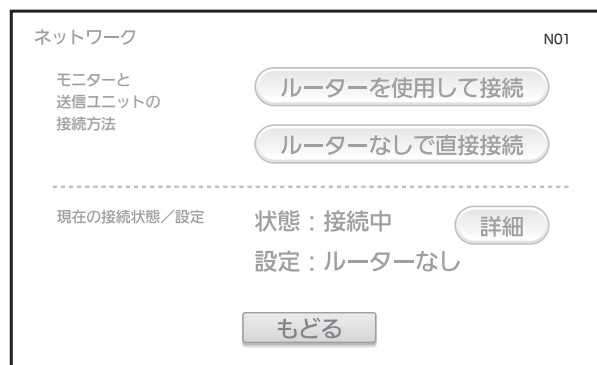 ネットワーク
N01
モニターと
送信ユニットの
接続方法
ルーターを使用して接続
ルーターなしで直接接続
現在の接続状態／設定
状態：接続中
詳細
設定：ルーターなし
もどる